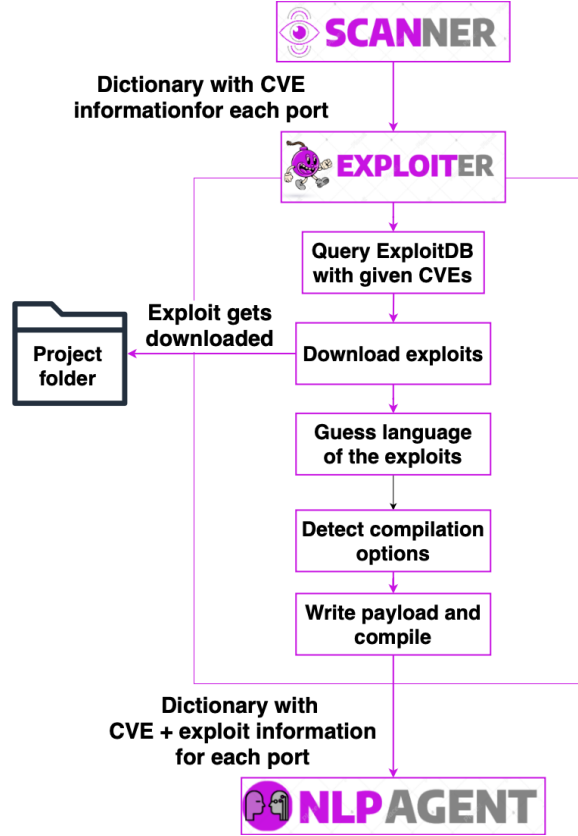 SCANNER
Dictionary with CVE
informationfor each port
EXPLOITER
Query ExploitDB
with given CVEs
Exploit gets
downloaded
Project
folder
Download exploits
Guess language
of the exploits
Detect compilation
options
Write payload and
compile
Dictionary with
CVE + exploit information
for each port
NLPAGENT